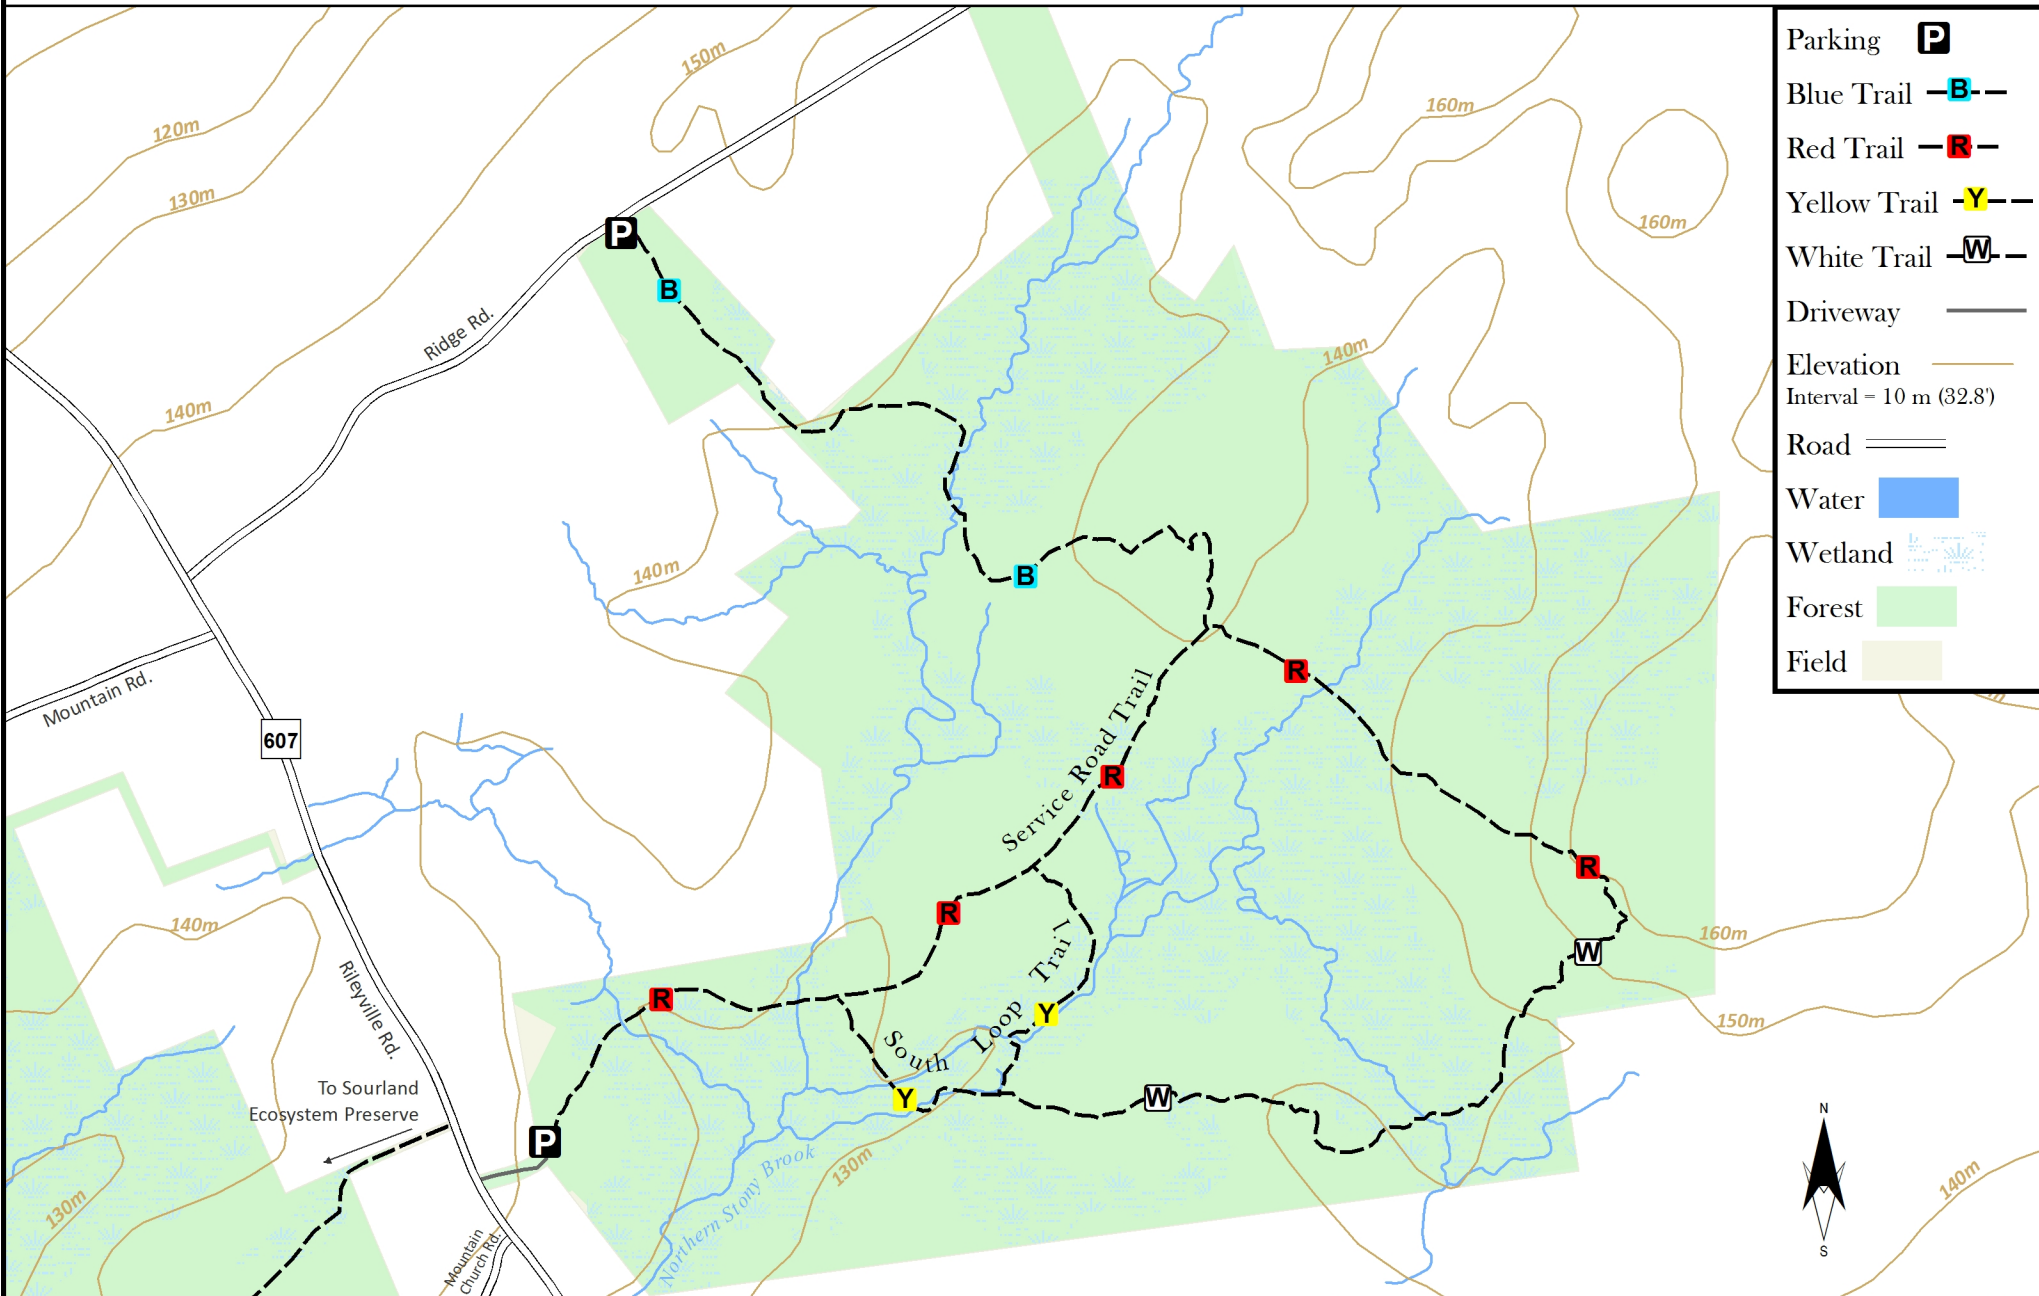 Parking P
Blue Trail B
Red Trail R
Yellow Trail Y
White Trail W
Driveway
Elevation
Interval = 10 m (32.8')
Road
Water
Wetland
Forest
Field
150m
120m
160m
130m
160m
P
B
Ridge Rd.
140m
140m
140m
B
Mountain Rd.
R
607
Service Road Trail
R
R
R
140m
160m
W
Rileyville Rd.
R
South Loop Trail
Y
150m
To Sourland
Ecosystem Preserve
Y
W
P
N
S
Northern Stony Brook
130m
130m
140m
Mountain
Church Rd.